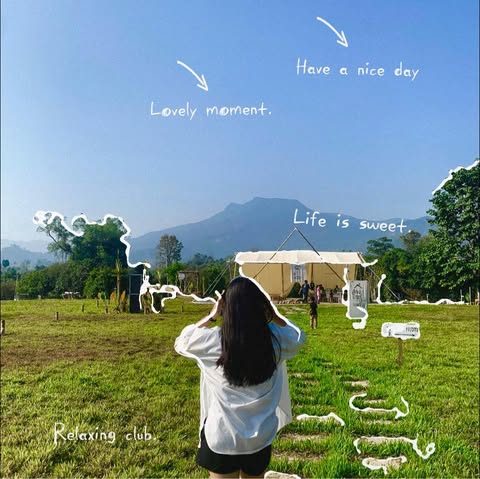 Have a nice day
Lovely moment.
Life is sweet.
Relaxing club.